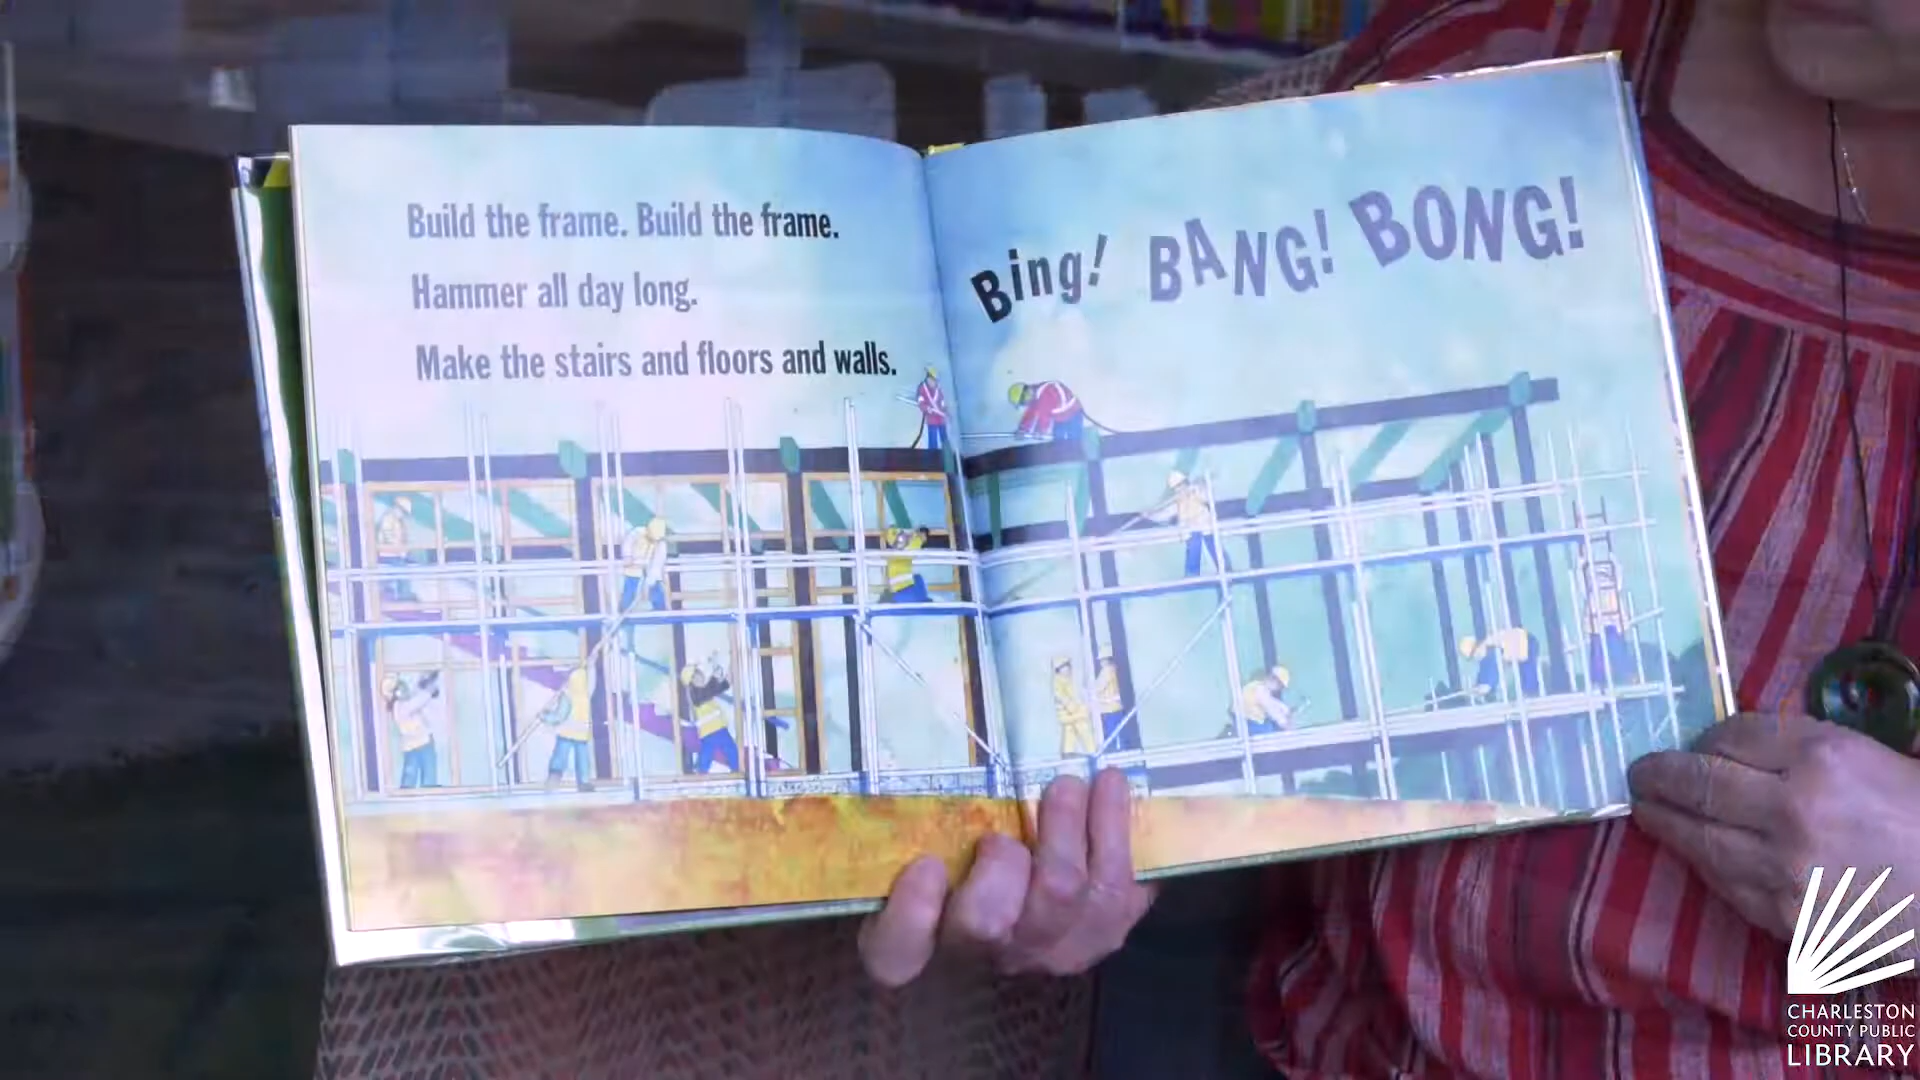 Build the frame. Build the frame.
Hammer all day long.
Make the stairs and floors and walls.
Bing! BANG! BONG!
CHARLESTON
COUNTY PUBLIC
LIBRARY